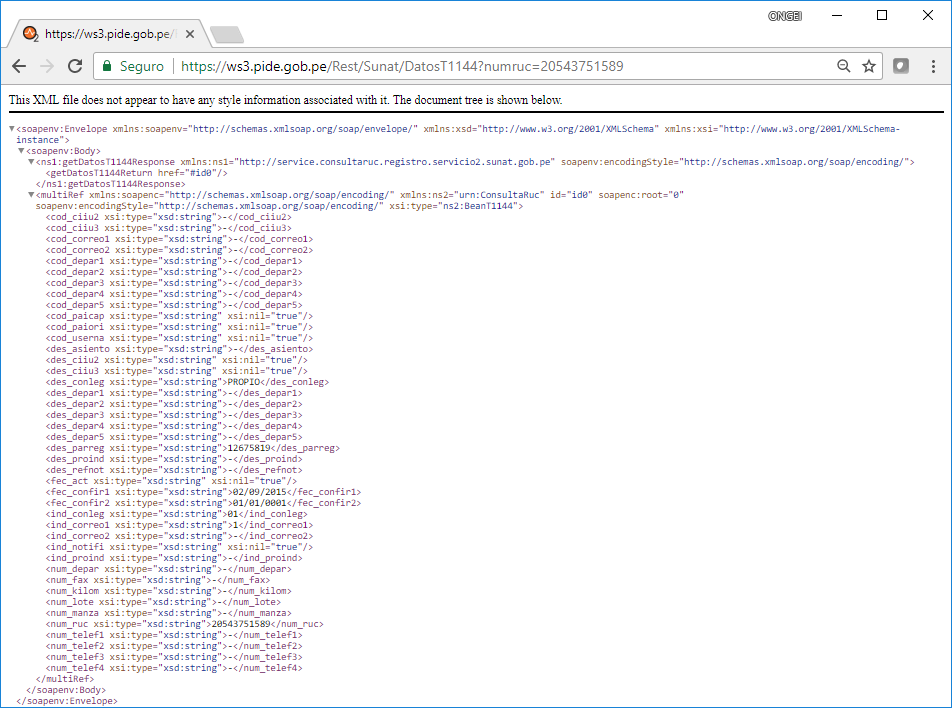 ONGEI
https://ws3.pide.gob.pe/
Seguro | https://ws3.pide.gob.pe/Rest/Sunat/DatosT1144?numruc=20543751589
This XML file does not appear to have any style information associated with it. The document tree is shown below.
▼<soapenv:Envelope xmlns:soapenv="http://schemas.xmlsoap.org/soap/envelope/" xmlns:xsd="http://www.w3.org/2001/XMLSchema" xmlns:xsi="http://www.w3.org/2001/XMLSchema-
instance">
▼<soapenv:Body>
▼<ns1:getDatosT1144Response xmlns:ns1="http://service.consultaruc.registro.servicio2.sunat.gob.pe" soapenv:encodingStyle="http://schemas.xmlsoap.org/soap/encoding/">
<getDatosT1144Return href="#id0"/>
</ns1:getDatosT1144Response>
▼<multiRef xmlns:soapenc="http://schemas.xmlsoap.org/soap/encoding/" xmlns:ns2="urn:ConsultaRuc" id="id0" soapenc:root="0"
soapenv:encodingStyle="http://schemas.xmlsoap.org/soap/encoding/" xsi:type="ns2:BeanT1144">
<cod_ciiu2 xsi:type="xsd:string">-</cod_ciiu2>
<cod_ciiu3 xsi:type="xsd:string">-</cod_ciiu3>
<cod_correo1 xsi:type="xsd:string">-</cod_correo1>
<cod_correo2 xsi:type="xsd:string">-</cod_correo2>
<cod_depar1 xsi:type="xsd:string">-</cod_depar1>
<cod_depar2 xsi:type="xsd:string">-</cod_depar2>
<cod_depar3 xsi:type="xsd:string">-</cod_depar3>
<cod_depar4 xsi:type="xsd:string">-</cod_depar4>
<cod_depar5 xsi:type="xsd:string">-</cod_depar5>
<cod_paicap xsi:type="xsd:string" xsi:nil="true"/>
<cod_paiori xsi:type="xsd:string" xsi:nil="true"/>
<cod_userna xsi:type="xsd:string" xsi:nil="true"/>
<des_asiento xsi:type="xsd:string">-</des_asiento>
<des_ciiu2 xsi:type="xsd:string" xsi:nil="true"/>
<des_ciiu3 xsi:type="xsd:string" xsi:nil="true"/>
<des_conleg xsi:type="xsd:string">PROPIO</des_conleg>
<des_depar1 xsi:type="xsd:string">-</des_depar1>
<des_depar2 xsi:type="xsd:string">-</des_depar2>
<des_depar3 xsi:type="xsd:string">-</des_depar3>
<des_depar4 xsi:type="xsd:string">-</des_depar4>
<des_depar5 xsi:type="xsd:string">-</des_depar5>
<des_parreg xsi:type="xsd:string">12675819</des_parreg>
<des_proind xsi:type="xsd:string">-</des_proind>
<des_refnot xsi:type="xsd:string">-</des_refnot>
<fec_act xsi:type="xsd:string" xsi:nil="true"/>
<fec_confir1 xsi:type="xsd:string">02/09/2015</fec_confir1>
<fec_confir2 xsi:type="xsd:string">01/01/0001</fec_confir2>
<ind_conleg xsi:type="xsd:string">01</ind_conleg>
<ind_correo1 xsi:type="xsd:string">1</ind_correo1>
<ind_correo2 xsi:type="xsd:string">-</ind_correo2>
<ind_notifi xsi:type="xsd:string" xsi:nil="true"/>
<ind_proind xsi:type="xsd:string">-</ind_proind>
<num_depar xsi:type="xsd:string">-</num_depar>
<num_fax xsi:type="xsd:string">-</num_fax>
<num_kilom xsi:type="xsd:string">-</num_kilom>
<num_lote xsi:type="xsd:string">-</num_lote>
<num_manza xsi:type="xsd:string">-</num_manza>
<num_ruc xsi:type="xsd:string">20543751589</num_ruc>
<num_telef1 xsi:type="xsd:string">-</num_telef1>
<num_telef2 xsi:type="xsd:string">-</num_telef2>
<num_telef3 xsi:type="xsd:string">-</num_telef3>
<num_telef4 xsi:type="xsd:string">-</num_telef4>
</multiRef>
</soapenv:Body>
</soapenv:Envelope>